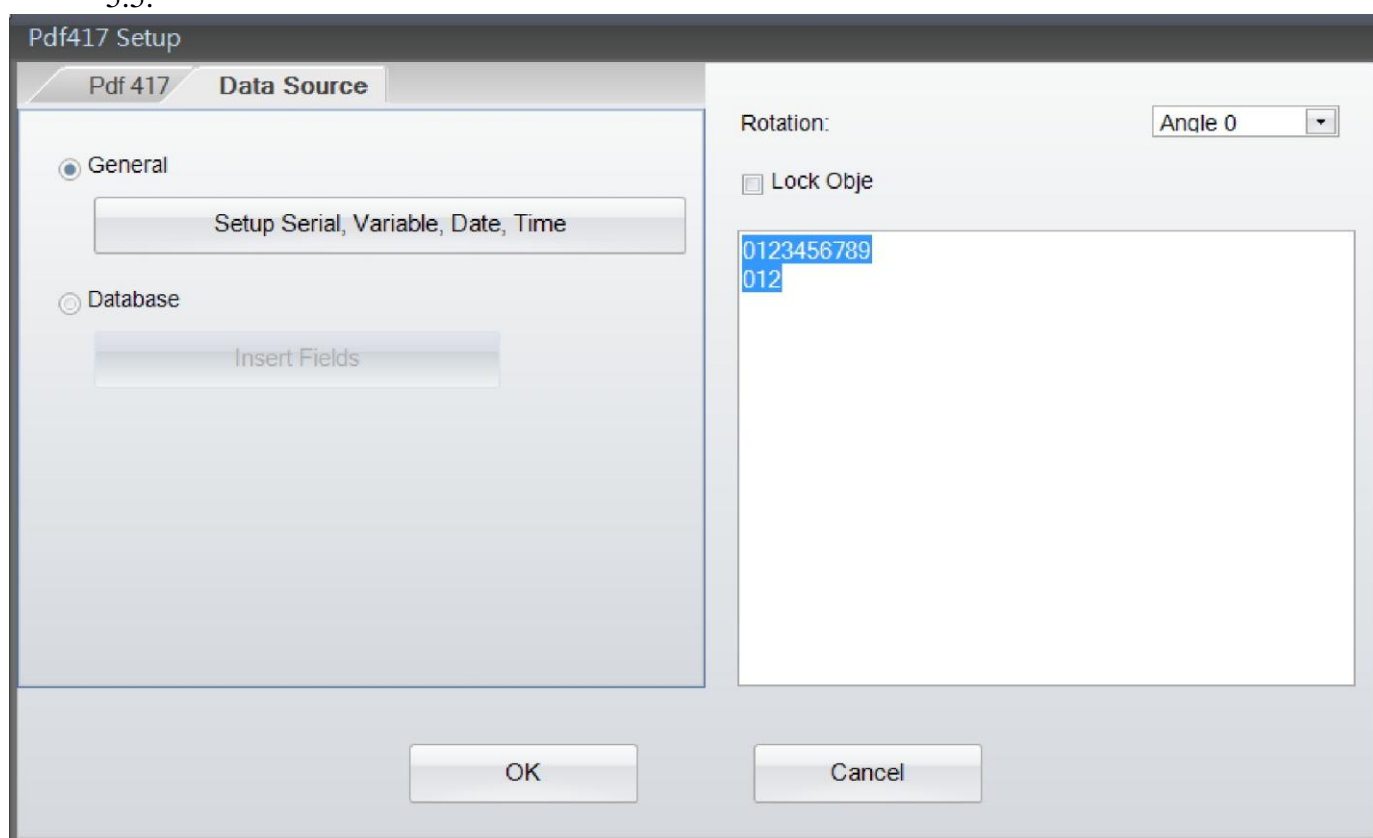 Pdf417 Setup
Pdf 417
Data Source
General
Setup Serial, Variable, Date, Time
Database
Insert Fields
Rotation:
Angle 0
Lock Obje
0123456789
012
OK
Cancel